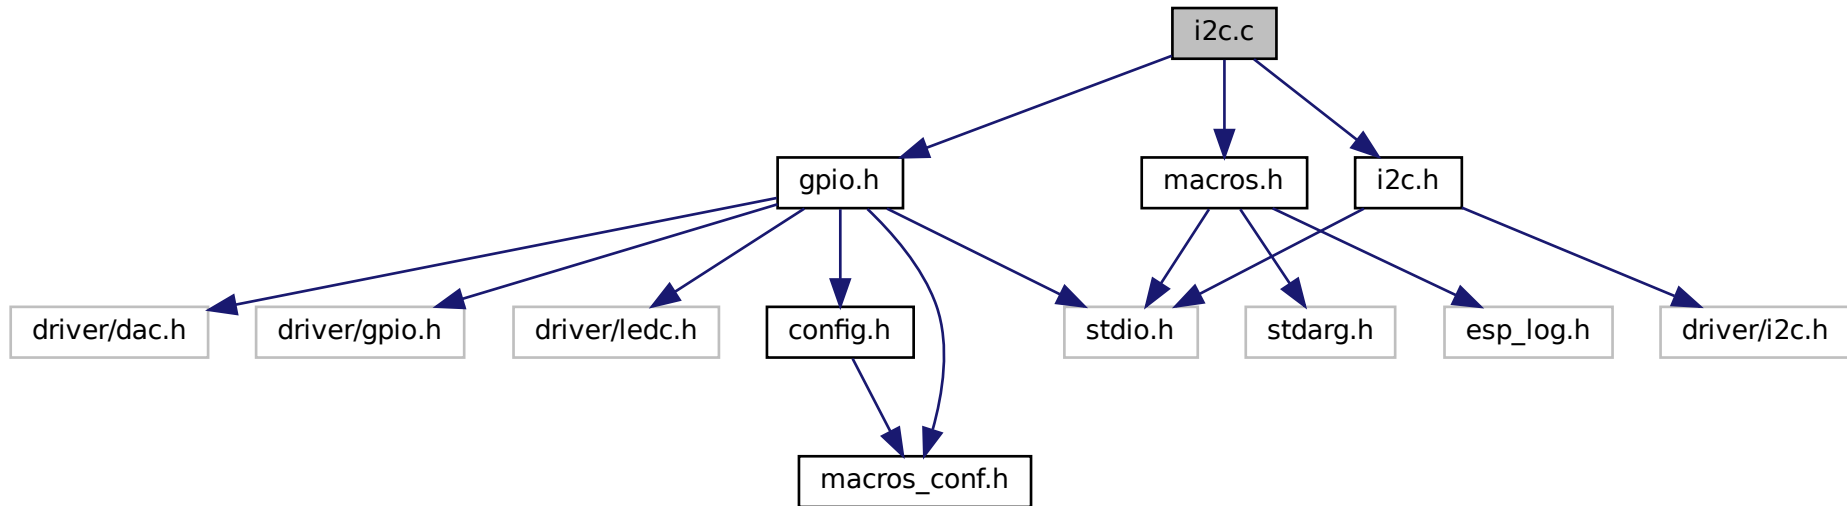 i2c.c
gpio.h
macros.h
i2c.h
driver/dac.h
driver/gpio.h
driver/ledc.h
config.h
stdio.h
stdarg.h
esp_log.h
driver/i2c.h
macros_conf.h